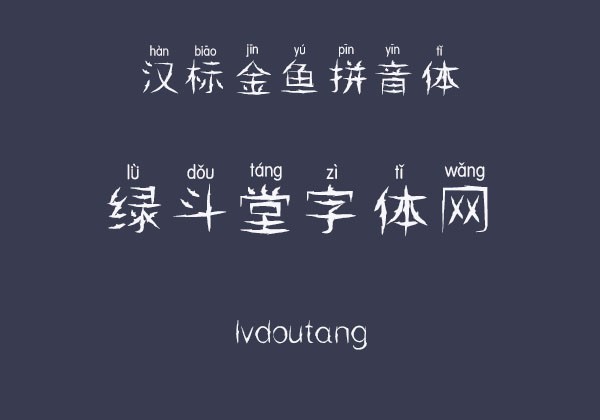 hàn biāo jīn yú pīn yīn tǐ
汉标金鱼拼音体
lǜ dǒu táng zì tǐ wǎng
绿斗堂字体网
lvdoutang